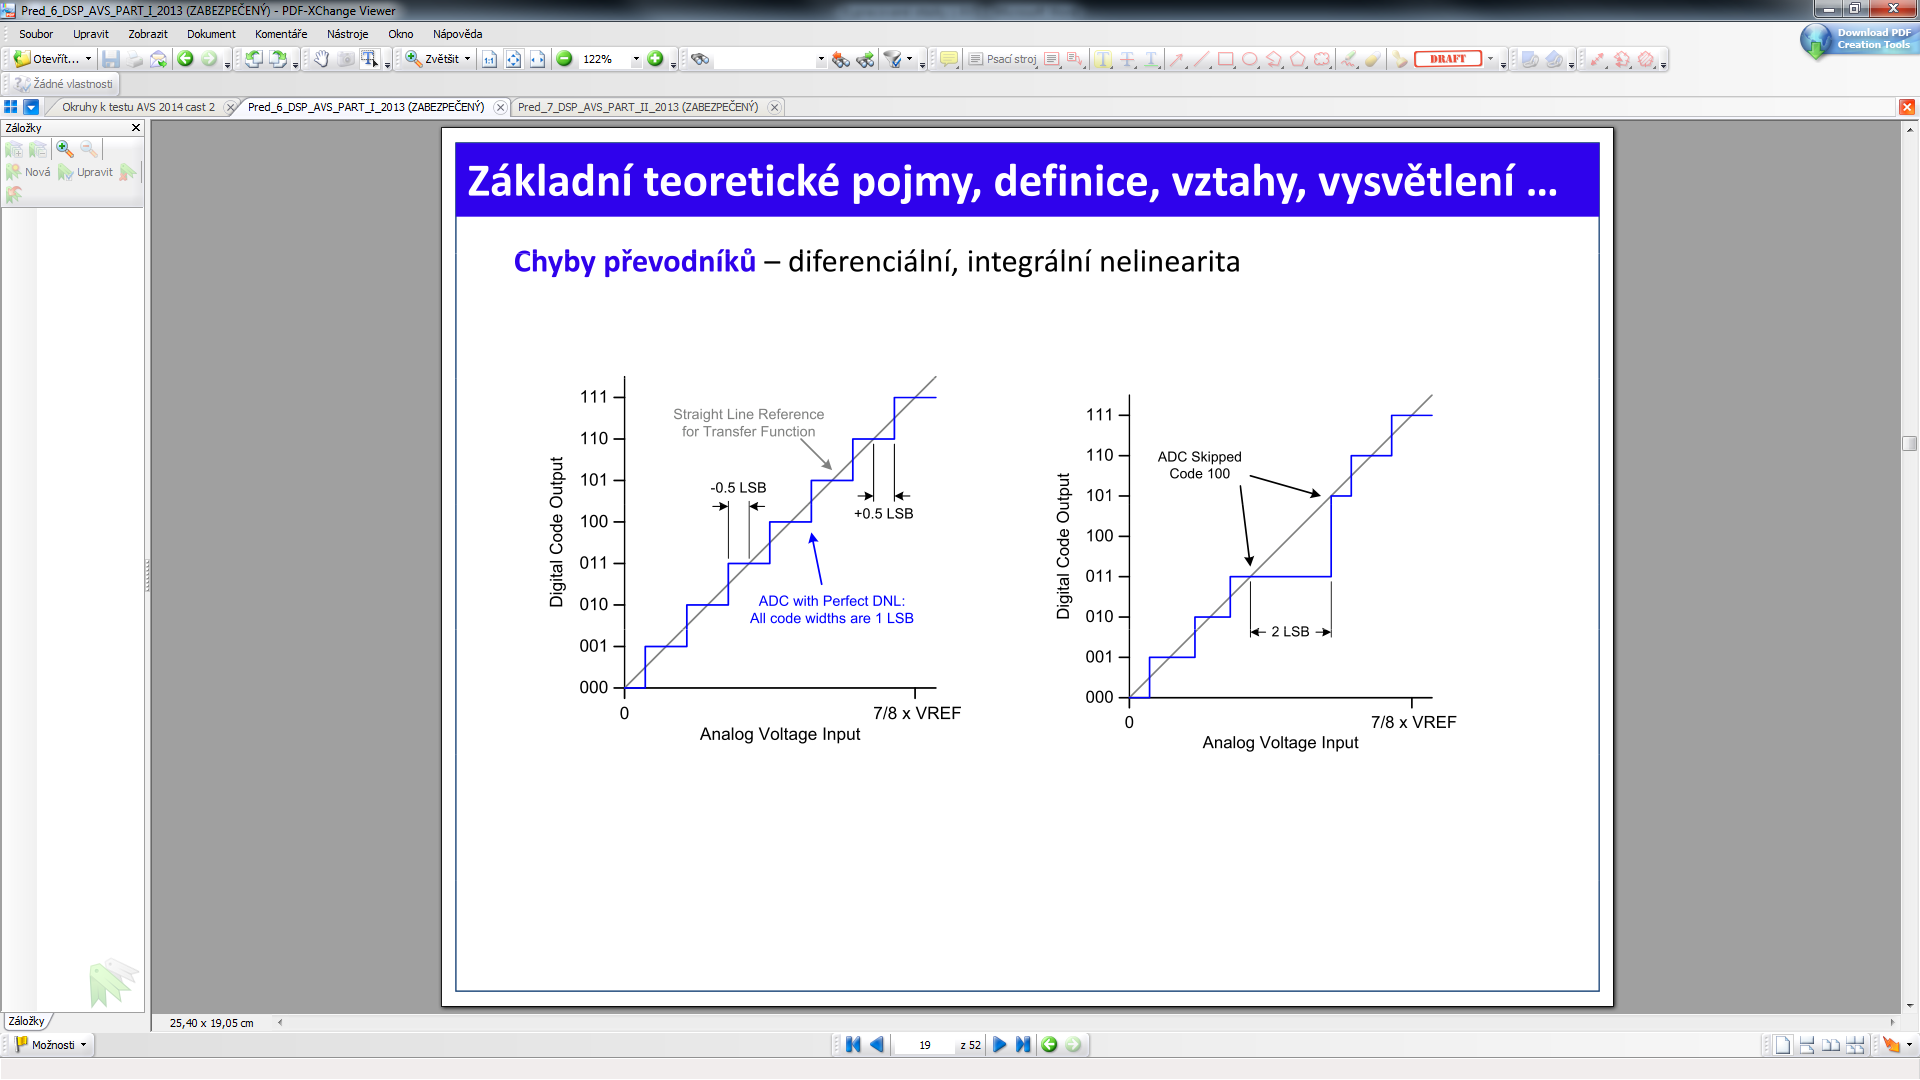 Pred_6_DSP_AVS_PART_I_2013 (ZABEZPEČENÝ) - PDF-XChange Viewer
Soubor Upravit Zobrazit Dokument Komentáře Nástroje Okno Nápověda
Download PDF
Creation Tools
Otevřít... Zvětšit 122% Psací stroj DRAFT
Žádné vlastnosti
Okruhy k testu AVS 2014 cast 2 Pred_6_DSP_AVS_PART_I_2013 (ZABEZPEČENÝ) Pred_7_DSP_AVS_PART_II_2013 (ZABEZPEČENÝ)
Záložky
Nová Upravit
Základní teoretické pojmy, definice, vztahy, vysvětlení ...
Chyby převodníků – diferenciální, integrální nelinearita
111
110
101
100
011
010
001
000
Digital Code Output
Straight Line Reference
for Transfer Function
-0.5 LSB
+0.5 LSB
ADC with Perfect DNL:
All code widths are 1 LSB
0 7/8 x VREF
Analog Voltage Input
111
110
101
100
011
010
001
000
Digital Code Output
ADC Skipped
Code 100
2 LSB
0 7/8 x VREF
Analog Voltage Input
Záložky
25,40 x 19,05 cm
Možnosti
19 z 52